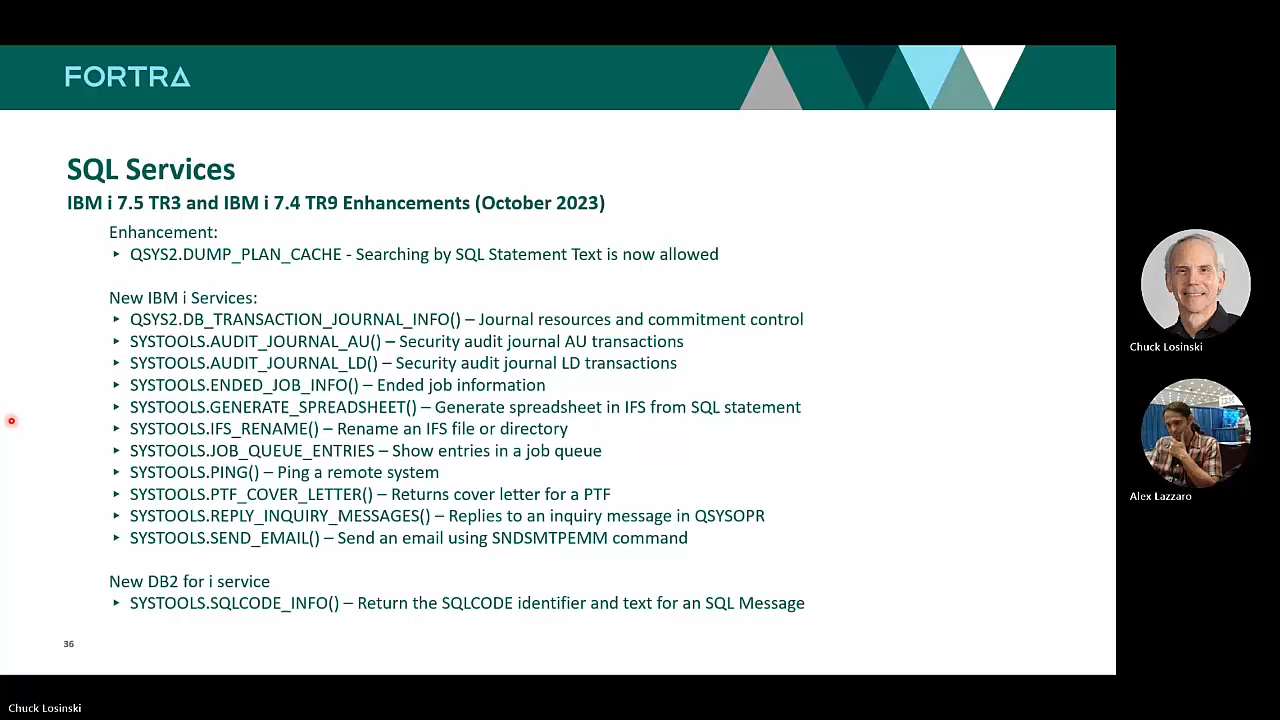 FORTRA
SQL Services
IBM i 7.5 TR3 and IBM i 7.4 TR9 Enhancements (October 2023)
Enhancement:
‣ QSYS2.DUMP_PLAN_CACHE - Searching by SQL Statement Text is now allowed
New IBM i Services:
‣ QSYS2.DB_TRANSACTION_JOURNAL_INFO() – Journal resources and commitment control
‣ SYSTOOLS.AUDIT_JOURNAL_AU() – Security audit journal AU transactions
‣ SYSTOOLS.AUDIT_JOURNAL_LD() – Security audit journal LD transactions
‣ SYSTOOLS.ENDED_JOB_INFO() – Ended job information
‣ SYSTOOLS.GENERATE_SPREADSHEET() – Generate spreadsheet in IFS from SQL statement
‣ SYSTOOLS.IFS_RENAME() – Rename an IFS file or directory
‣ SYSTOOLS.JOB_QUEUE_ENTRIES – Show entries in a job queue
‣ SYSTOOLS.PING() – Ping a remote system
‣ SYSTOOLS.PTF_COVER_LETTER() – Returns cover letter for a PTF
‣ SYSTOOLS.REPLY_INQUIRY_MESSAGES() – Replies to an inquiry message in QSYSOPR
‣ SYSTOOLS.SEND_EMAIL() – Send an email using SNDSMTPEMM command
New DB2 for i service
‣ SYSTOOLS.SQLCODE_INFO() – Return the SQLCODE identifier and text for an SQL Message
36
Chuck Losinski
IBM
Alex Lazzaro
Chuck Losinski